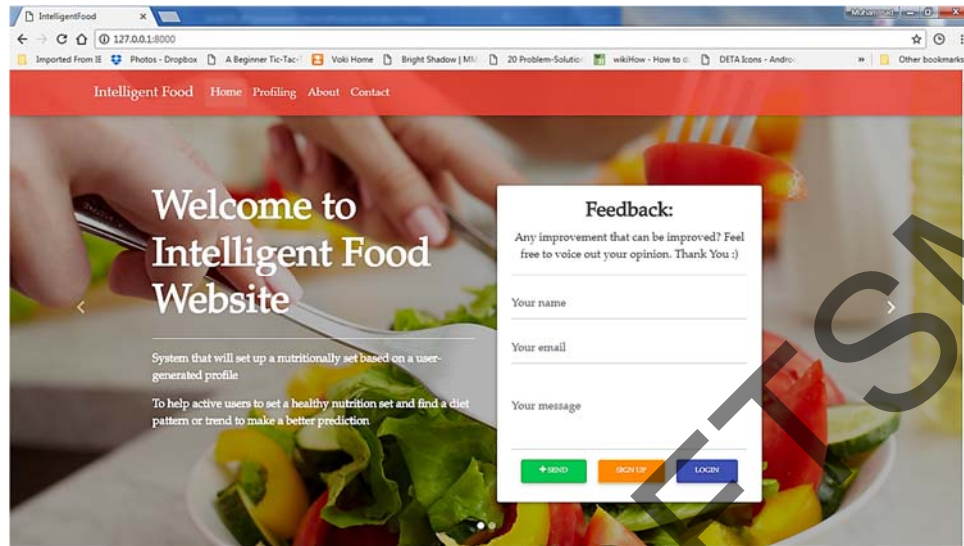 IntelligentFood
127.0.0.1:8000
Imported From IE Photos - Dropbox A Beginner Tic-Tac-T Voki Home Bright Shadow | MM 20 Problem-Solution wikiHow - How to d DETA Icons - Andro » Other bookmarks
Intelligent Food Home Profiling About Contact
Welcome to
Intelligent Food
Website
System that will set up a nutritionally set based on a user-
generated profile
To help active users to set a healthy nutrition set and find a diet
pattern or trend to make a better prediction
Feedback:
Any improvement that can be improved? Feel
free to voice out your opinion. Thank You :)
Your name
Your email
Your message
+SEND SIGN UP LOGIN